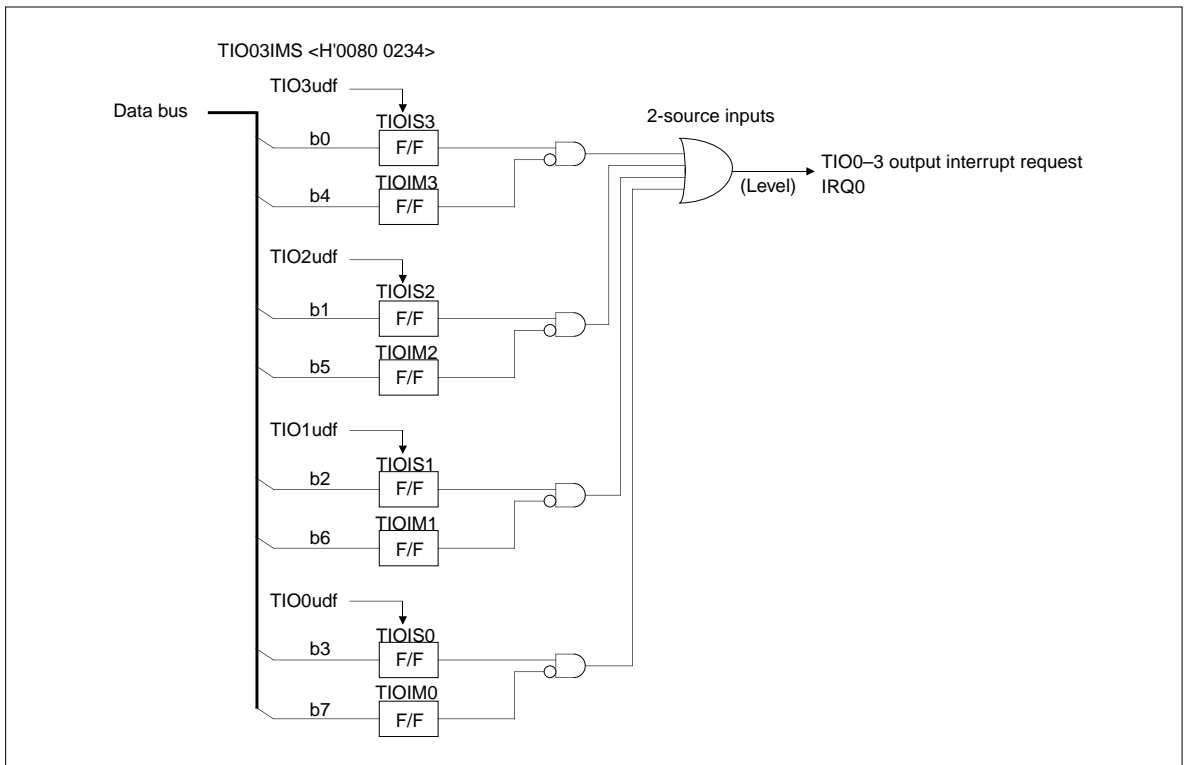 TIO03IMS <H'0080 0234>
TIO3udf
Data bus
TIOIS3
2-source inputs
b0
F/F
TIO0–3 output interrupt request
(Level)
IRQ0
TIOIM3
b4
F/F
TIO2udf
TIOIS2
b1
F/F
TIOIM2
b5
F/F
TIO1udf
TIOIS1
b2
F/F
TIOIM1
b6
F/F
TIO0udf
TIOIS0
b3
F/F
TIOIM0
b7
F/F